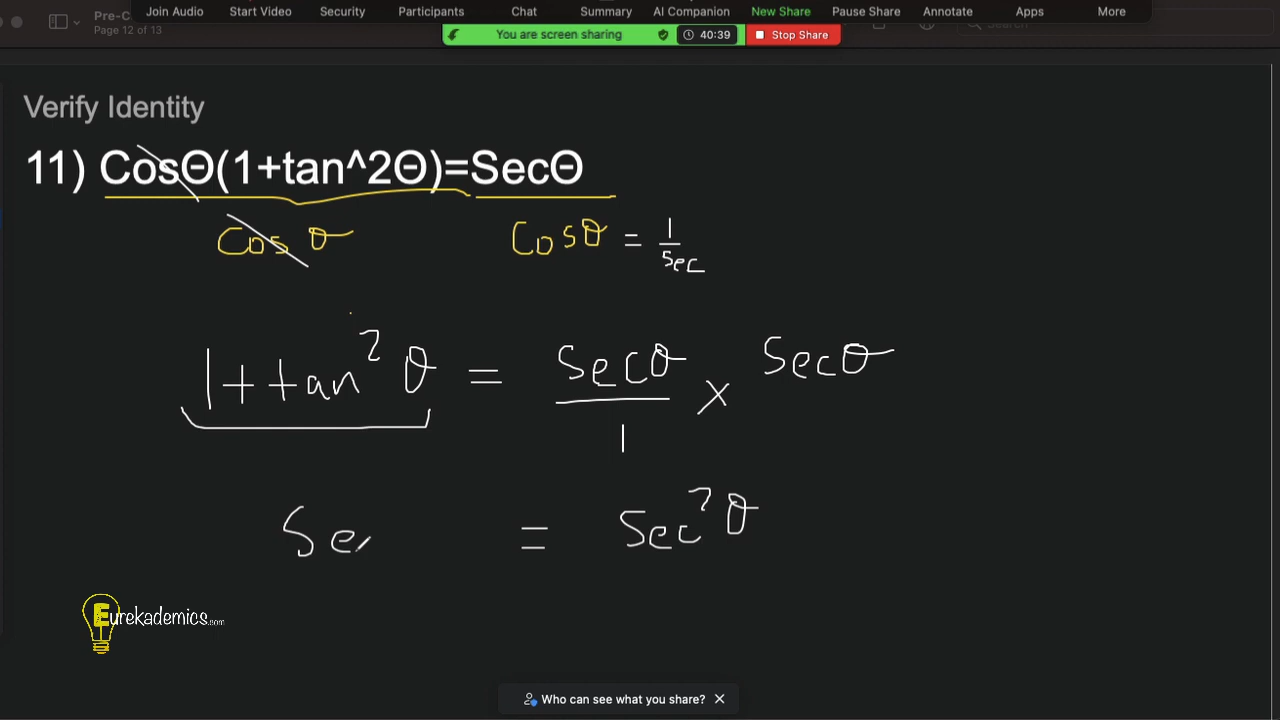 Join Audio Start Video Security Participants Chat Summary AI Companion New Share Pause Share Annotate Apps More
Pre-C
Page 12 of 13
You are screen sharing 40:39 Stop Share
Search
Verify Identity
11) CosΘ(1+tan^2Θ)=SecΘ
Cos θ Cosθ = 1/Sec
1+tan² θ = Secθ/1 × Secθ
Se = Sec² θ
Eurekademics.com
Who can see what you share?